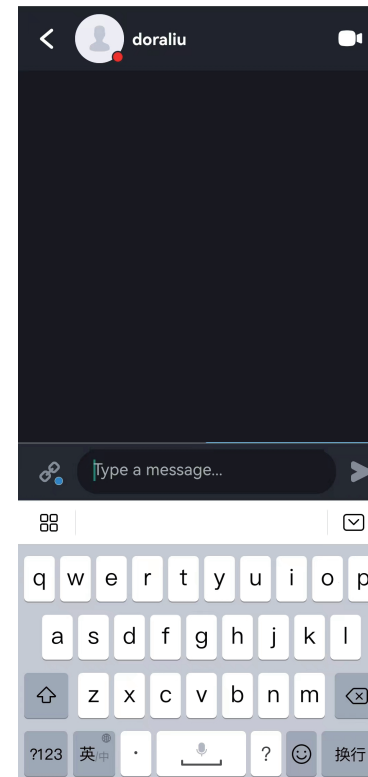 doraliu
Type a message...
q w e r t y u i o p
a s d f g h j k l
z x c v b n m
?123 英/中 · ? 换行